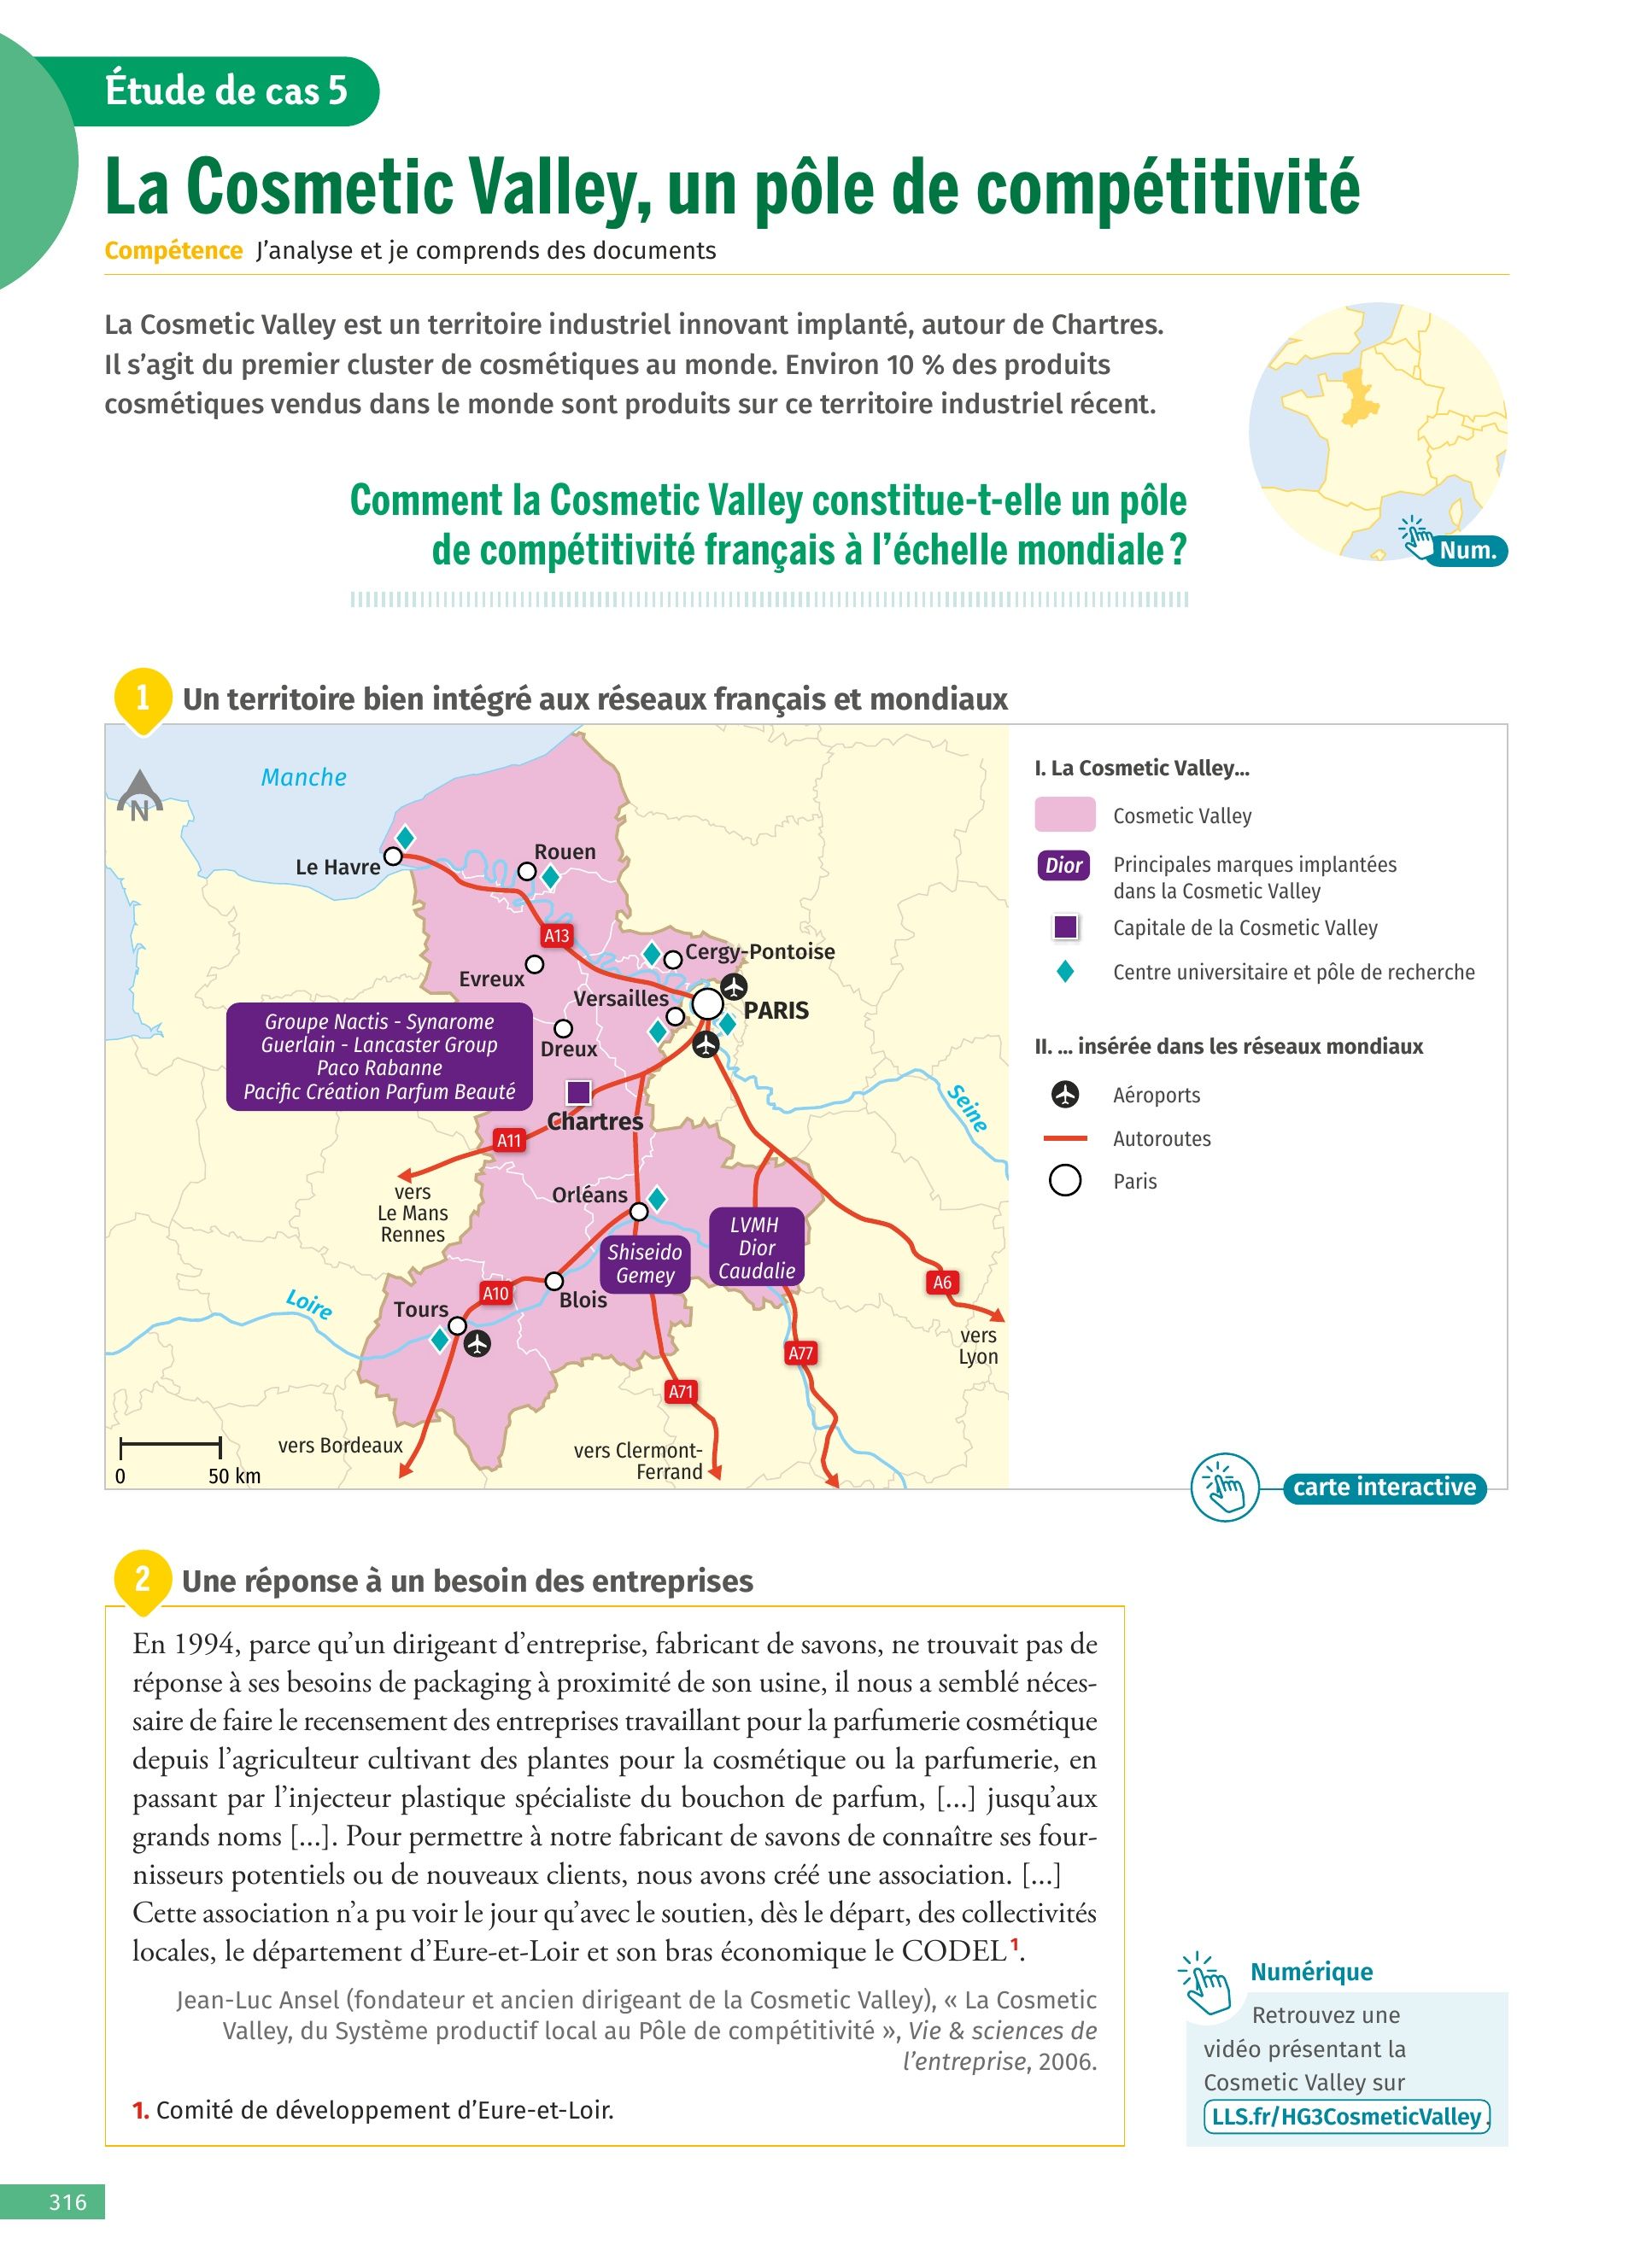 Étude de cas 5
La Cosmetic Valley, un pôle de compétitivité
Compétence J’analyse et je comprends des documents
La Cosmetic Valley est un territoire industriel innovant implanté, autour de Chartres.
Il s’agit du premier cluster de cosmétiques au monde. Environ 10 % des produits
cosmétiques vendus dans le monde sont produits sur ce territoire industriel récent.
Num.
Comment la Cosmetic Valley constitue-t-elle un pôle
de compétitivité français à l’échelle mondiale ?
1 Un territoire bien intégré aux réseaux français et mondiaux
Manche
N
Le Havre
Rouen
A13
Cergy-Pontoise
Evreux
Versailles
PARIS
Groupe Nactis - Synarome
Guerlain - Lancaster Group
Paco Rabanne
Pacific Création Parfum Beauté
Dreux
Chartres
Seine
A11
vers
Le Mans
Rennes
Orléans
LVMH
Dior
Caudalie
Shiseido
Gemey
A6
A10
Blois
Loire
Tours
vers
Lyon
A77
A71
vers Bordeaux
vers Clermont-
Ferrand
0 50 km
I. La Cosmetic Valley...
Cosmetic Valley
Dior Principales marques implantées
dans la Cosmetic Valley
Capitale de la Cosmetic Valley
Centre universitaire et pôle de recherche
II. ... insérée dans les réseaux mondiaux
Aéroports
Autoroutes
Paris
carte interactive
2 Une réponse à un besoin des entreprises
En 1994, parce qu’un dirigeant d’entreprise, fabricant de savons, ne trouvait pas de
réponse à ses besoins de packaging à proximité de son usine, il nous a semblé néces-
saire de faire le recensement des entreprises travaillant pour la parfumerie cosmétique
depuis l’agriculteur cultivant des plantes pour la cosmétique ou la parfumerie, en
passant par l’injecteur plastique spécialiste du bouchon de parfum, [...] jusqu’aux
grands noms [...]. Pour permettre à notre fabricant de savons de connaître ses four-
nisseurs potentiels ou de nouveaux clients, nous avons créé une association. [...]
Cette association n’a pu voir le jour qu’avec le soutien, dès le départ, des collectivités
locales, le département d’Eure-et-Loir et son bras économique le CODEL1.
Jean-Luc Ansel (fondateur et ancien dirigeant de la Cosmetic Valley), « La Cosmetic
Valley, du Système productif local au Pôle de compétitivité », Vie & sciences de
l’entreprise, 2006.
1. Comité de développement d’Eure-et-Loir.
Numérique
Retrouvez une
vidéo présentant la
Cosmetic Valley sur
LLS.fr/HG3CosmeticValley.
316